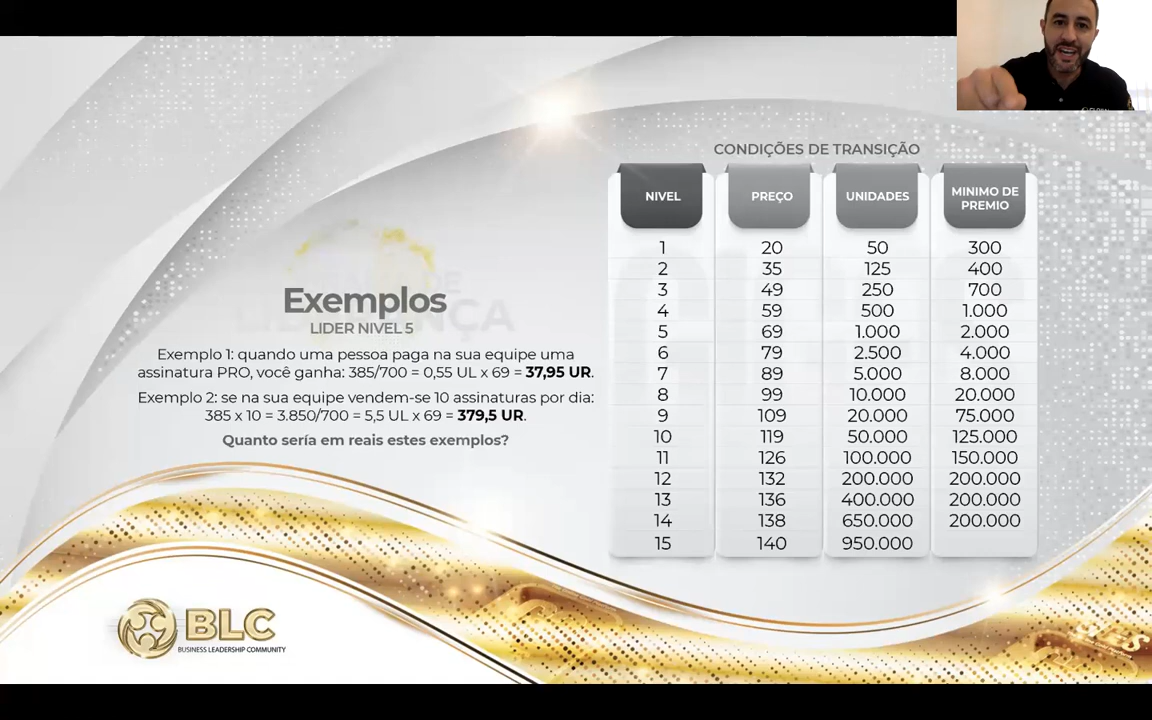 CONDIÇÕES DE TRANSIÇÃO
NIVEL PREÇO UNIDADES MINIMO DE PREMIO
1 20 50 300
2 35 125 400
3 49 250 700
4 59 500 1.000
5 69 1.000 2.000
6 79 2.500 4.000
7 89 5.000 8.000
8 99 10.000 20.000
9 109 20.000 75.000
10 119 50.000 125.000
11 126 100.000 150.000
12 132 200.000 200.000
13 136 400.000 200.000
14 138 650.000 200.000
15 140 950.000
Exemplos
LIDER NIVEL 5
Exemplo 1: quando uma pessoa paga na sua equipe uma
assinatura PRO, você ganha: 385/700 = 0,55 UL x 69 = 37,95 UR.
Exemplo 2: se na sua equipe vendem-se 10 assinaturas por dia:
385 x 10 = 3.850/700 = 5,5 UL x 69 = 379,5 UR.
Quanto sería em reais estes exemplos?
BLC
BUSINESS LEADERSHIP COMMUNITY